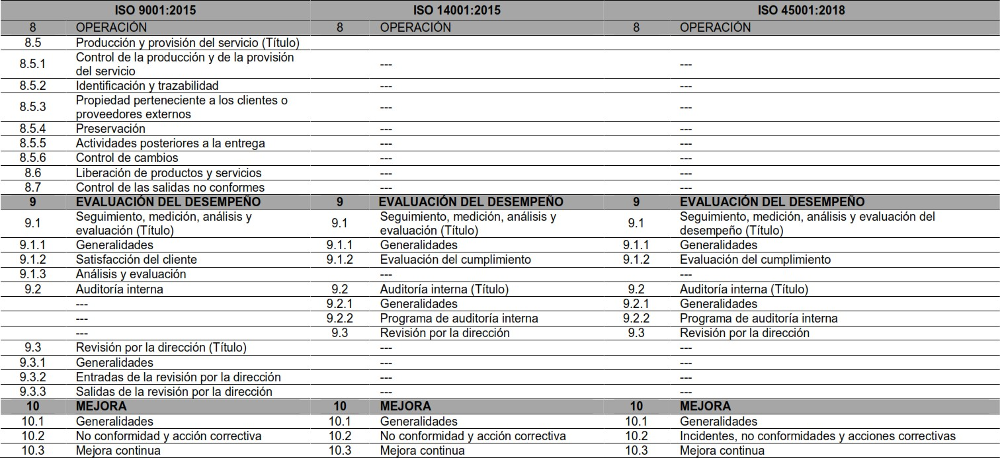 ISO 9001:2015 ISO 14001:2015 ISO 45001:2018
8 OPERACIÓN 8 OPERACIÓN 8 OPERACIÓN
8.5 Producción y provisión del servicio (Título)
8.5.1 Control de la producción y de la provisión
del servicio --- ---
8.5.2 Identificación y trazabilidad --- ---
8.5.3 Propiedad perteneciente a los clientes o
proveedores externos --- ---
8.5.4 Preservación --- ---
8.5.5 Actividades posteriores a la entrega --- ---
8.5.6 Control de cambios --- ---
8.6 Liberación de productos y servicios --- ---
8.7 Control de las salidas no conformes --- ---
9 EVALUACIÓN DEL DESEMPEÑO 9 EVALUACIÓN DEL DESEMPEÑO 9 EVALUACIÓN DEL DESEMPEÑO
9.1 Seguimiento, medición, análisis y
evaluación (Título) 9.1 Seguimiento, medición, análisis y
evaluación (Título) 9.1 Seguimiento, medición, análisis y evaluación del
desempeño (Título)
9.1.1 Generalidades 9.1.1 Generalidades 9.1.1 Generalidades
9.1.2 Satisfacción del cliente 9.1.2 Evaluación del cumplimiento 9.1.2 Evaluación del cumplimiento
9.1.3 Análisis y evaluación --- ---
9.2 Auditoría interna 9.2 Auditoría interna (Título) 9.2 Auditoría interna (Título)
--- 9.2.1 Generalidades 9.2.1 Generalidades
--- 9.2.2 Programa de auditoría interna 9.2.2 Programa de auditoría interna
--- 9.3 Revisión por la dirección 9.3 Revisión por la dirección
9.3 Revisión por la dirección (Título) --- ---
9.3.1 Generalidades --- ---
9.3.2 Entradas de la revisión por la dirección --- ---
9.3.3 Salidas de la revisión por la dirección --- ---
10 MEJORA 10 MEJORA 10 MEJORA
10.1 Generalidades 10.1 Generalidades 10.1 Generalidades
10.2 No conformidad y acción correctiva 10.2 No conformidad y acción correctiva 10.2 Incidentes, no conformidades y acciones correctivas
10.3 Mejora continua 10.3 Mejora continua 10.3 Mejora continua